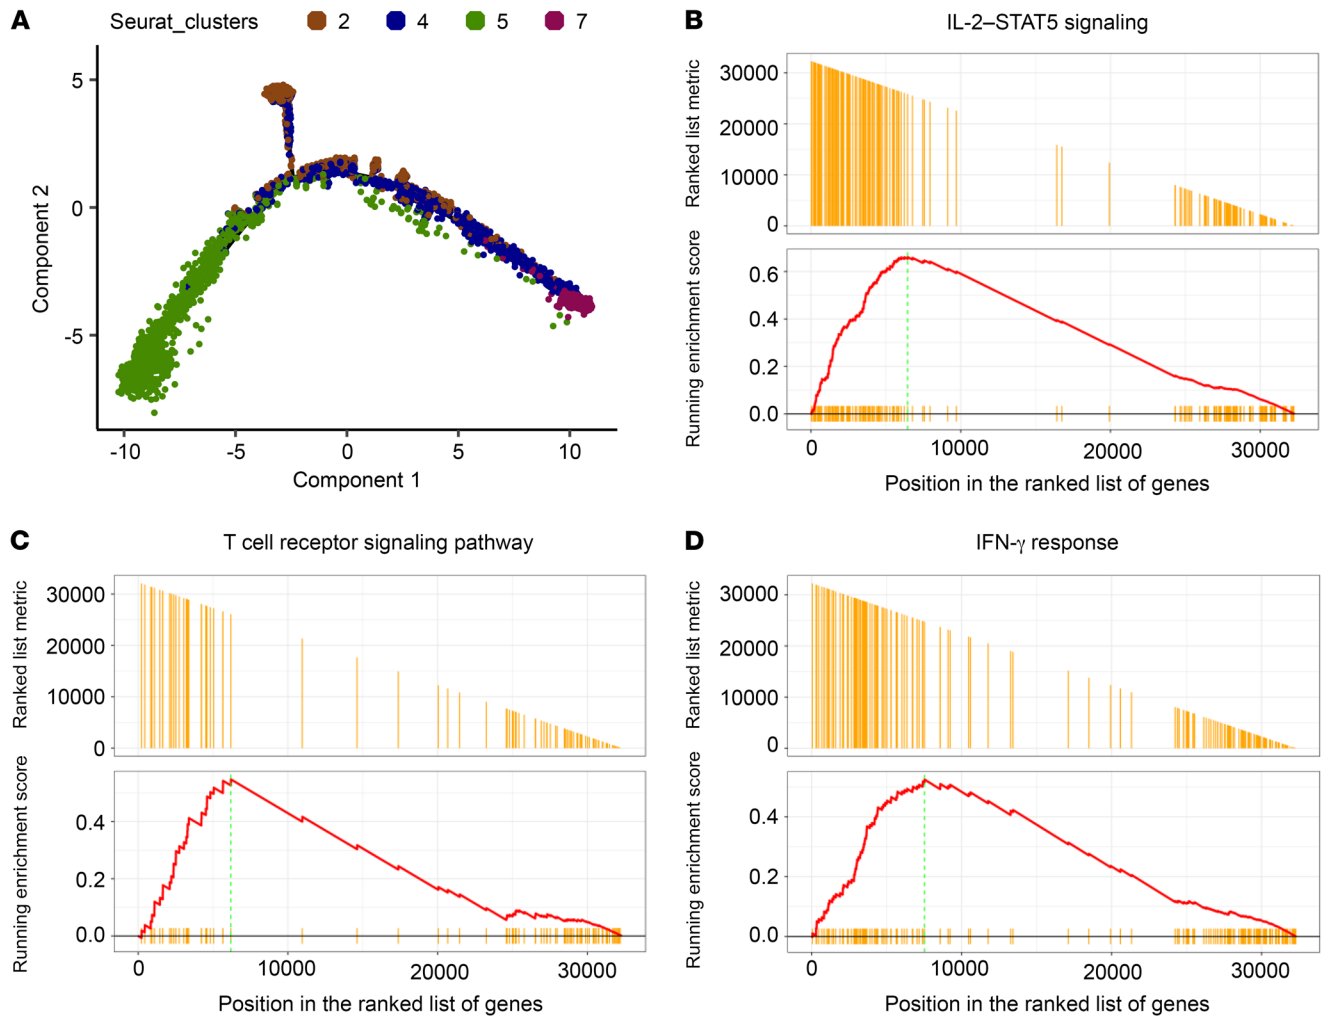 A
Seurat_clusters 2 4 5 7
Component 2
5
0
-5
-10 -5 0 5 10
Component 1
B
IL-2–STAT5 signaling
Ranked list metric
30000
20000
10000
0
Running enrichment score
0.6
0.4
0.2
0.0
0 10000 20000 30000
Position in the ranked list of genes
C
T cell receptor signaling pathway
Ranked list metric
30000
20000
10000
0
Running enrichment score
0.4
0.2
0.0
0 10000 20000 30000
Position in the ranked list of genes
D
IFN-γ response
Ranked list metric
30000
20000
10000
0
Running enrichment score
0.4
0.2
0.0
0 10000 20000 30000
Position in the ranked list of genes